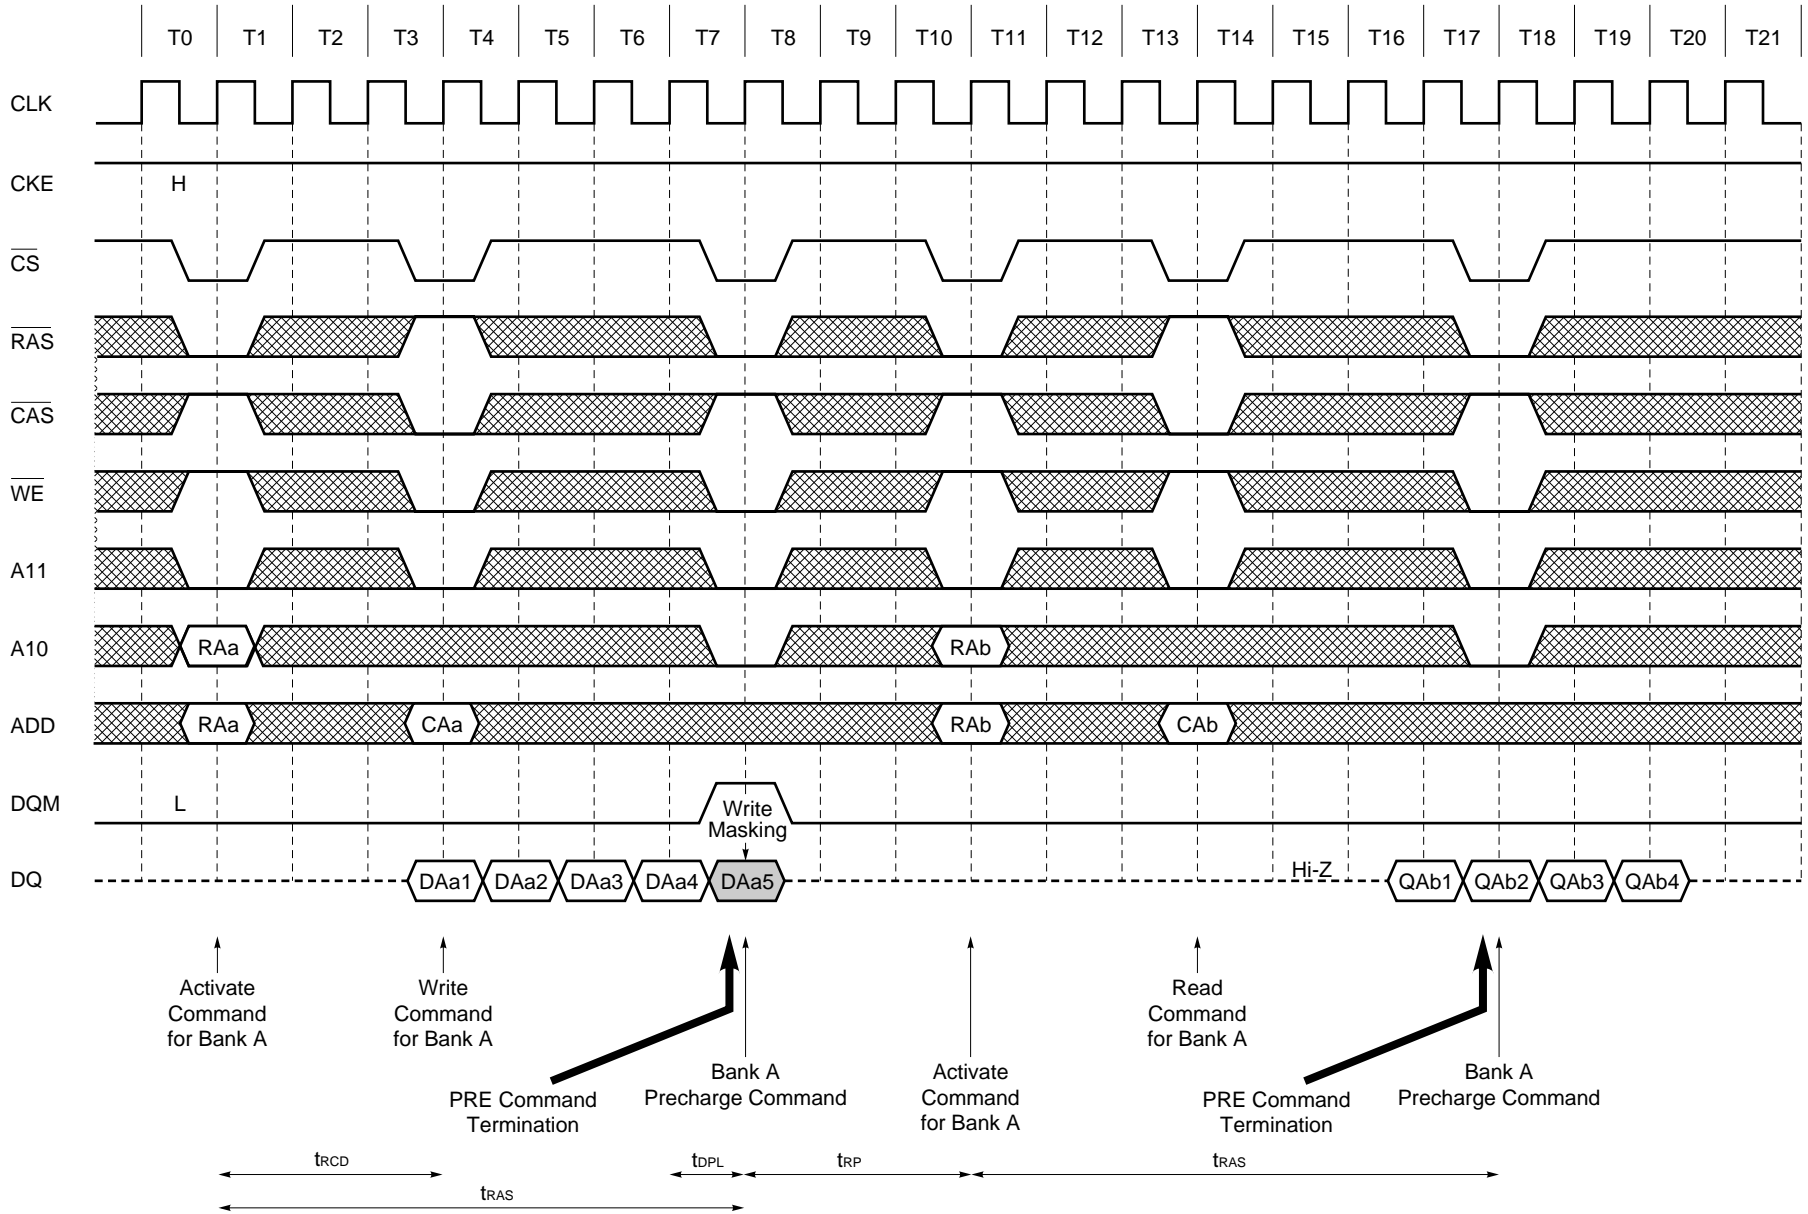 T0 T1 T2 T3 T4 T5 T6 T7 T8 T9 T10 T11 T12 T13 T14 T15 T16 T17 T18 T19 T20 T21
CLK
CKE H
CS
RAS
CAS
WE
A11
A10 RAa RAb
ADD RAa CAa RAb CAb
DQM L Write
Masking
DQ DAa1 DAa2 DAa3 DAa4 DAa5 Hi-Z QAb1 QAb2 QAb3 QAb4
Activate
Command
for Bank A
Write
Command
for Bank A
PRE Command
Termination
Bank A
Precharge Command
Activate
Command
for Bank A
Read
Command
for Bank A
PRE Command
Termination
Bank A
Precharge Command
tRCD tDPL tRP tRAS
tRAS